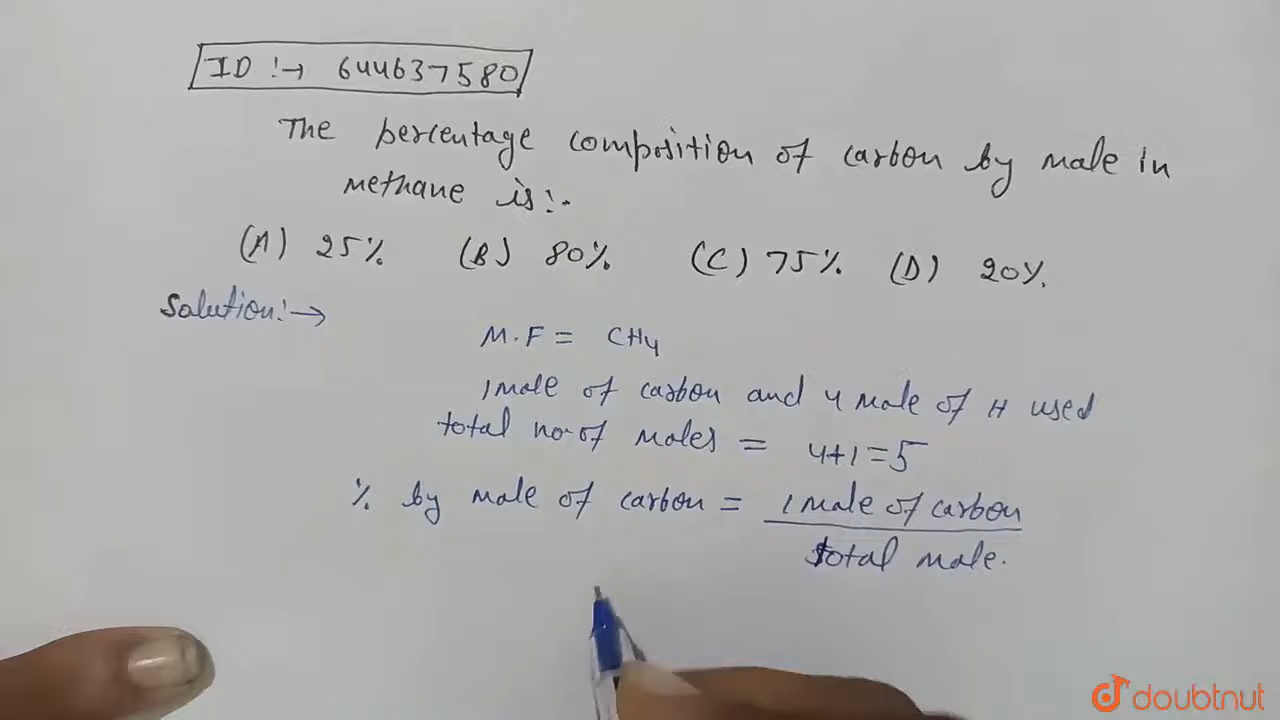 ID :→ 644637580
The percentage composition of carbon by mole in
methane is:-
(A) 25% (B) 80% (C) 75% (D) 20%
Solution:→
M.F = CH4
1 mole of carbon and 4 mole of H used
total no.of moles = 4+1=5
% by mole of carbon = 1 mole of carbon
total mole.
doubtnut